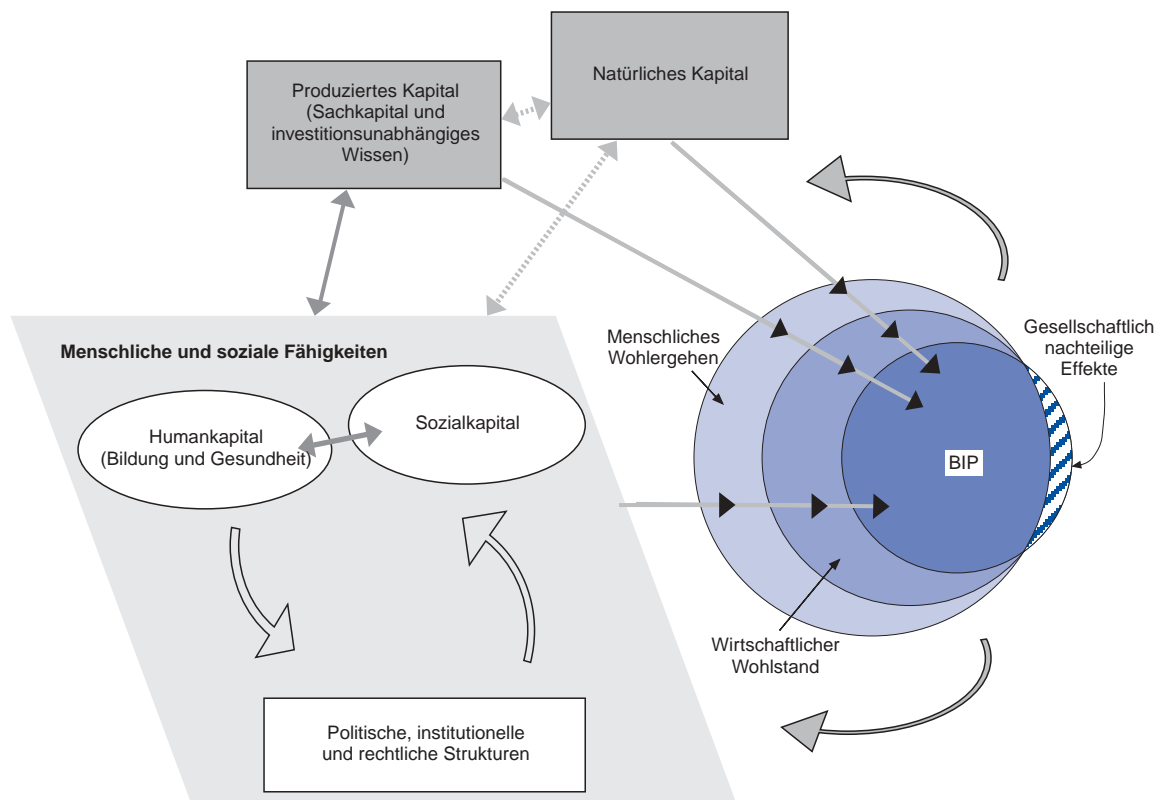 Natürliches Kapital
Produziertes Kapital
(Sachkapital und
investitionsunabhängiges
Wissen)
Menschliche und soziale Fähigkeiten
Humankapital
(Bildung und Gesundheit)
Sozialkapital
Politische, institutionelle
und rechtliche Strukturen
Menschliches
Wohlergehen
Gesellschaftlich
nachteilige
Effekte
BIP
Wirtschaftlicher
Wohlstand